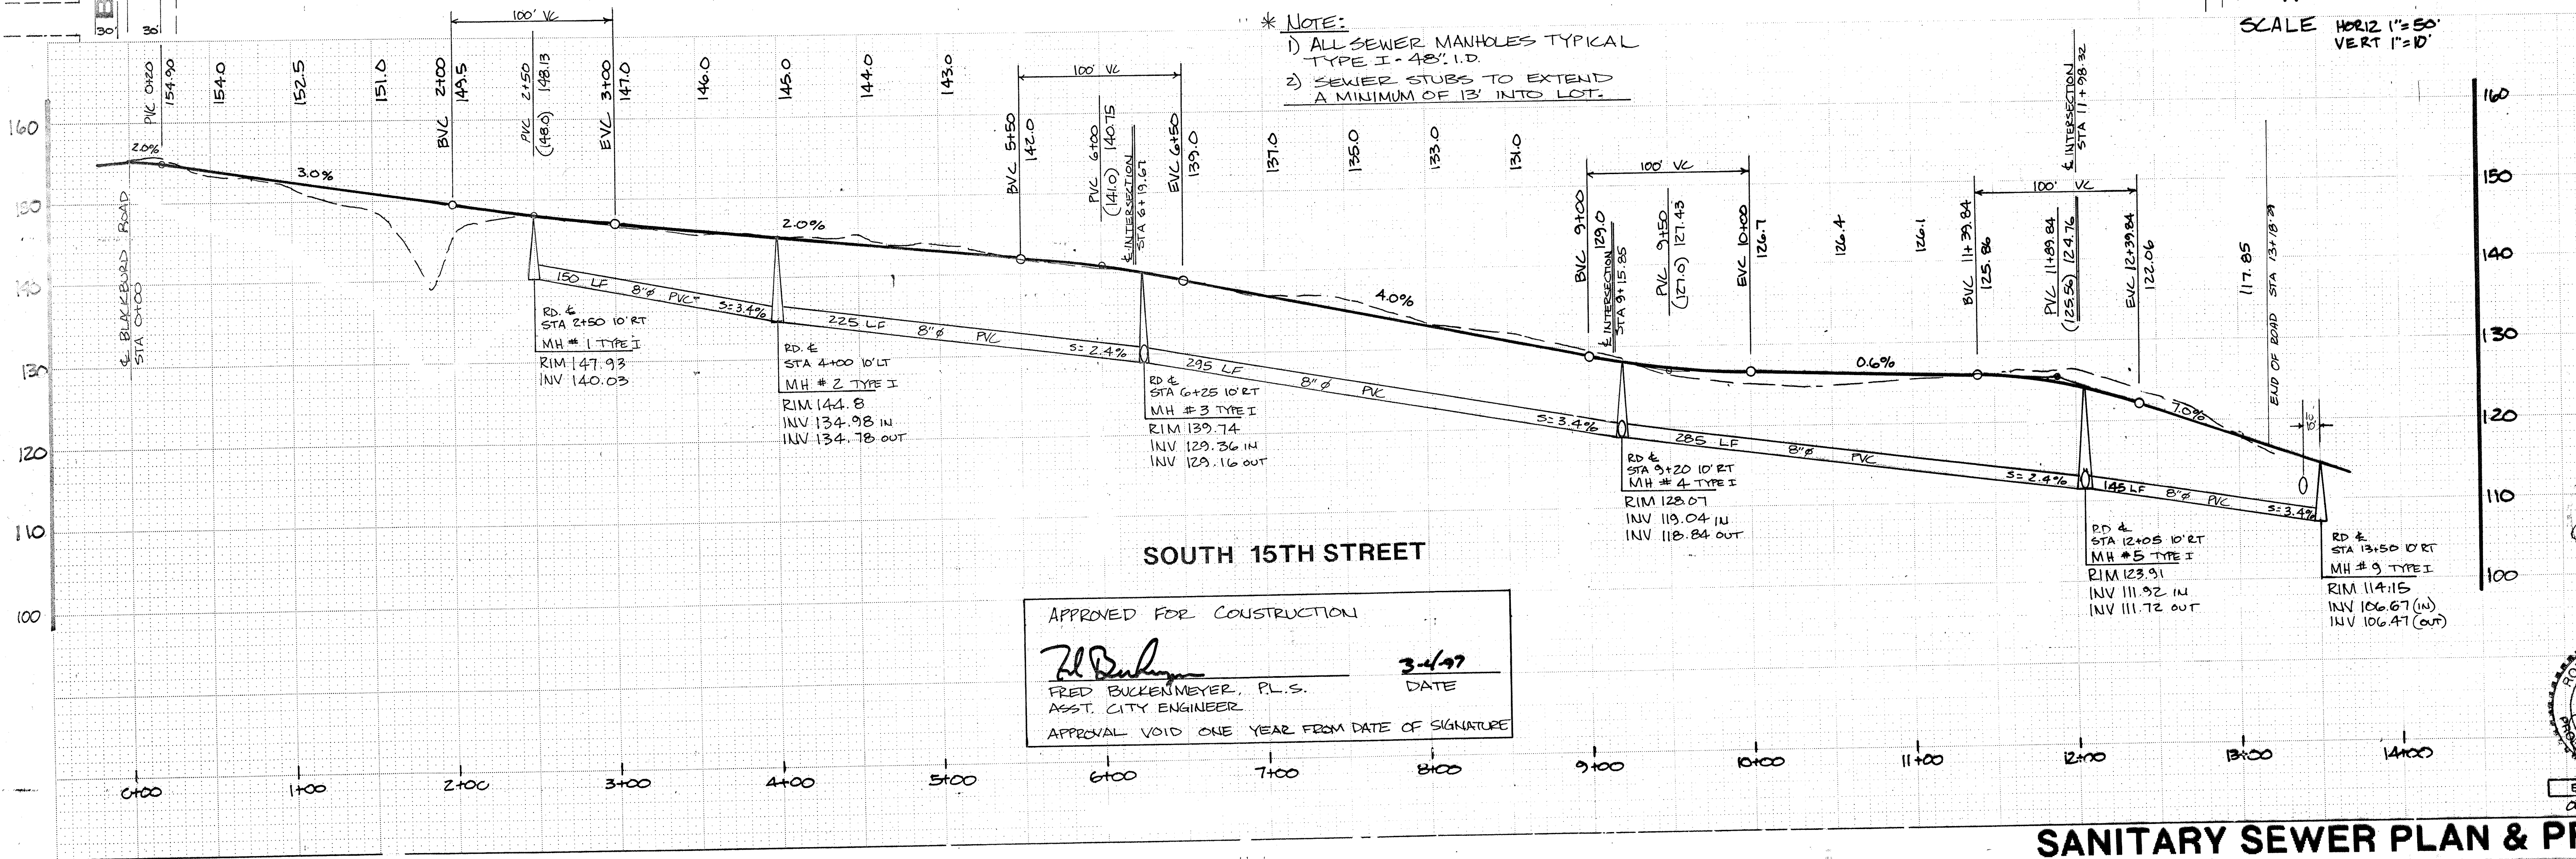 30' 30'
100' VC
* NOTE:
1) ALL SEWER MANHOLES TYPICAL
TYPE I - 48" I.D.
2) SEWER STUBS TO EXTEND
A MINIMUM OF 13' INTO LOT.
SCALE HORIZ 1"=50'
VERT 1"=10'
PVC 0+20
154.90
154.0
152.5
151.0
BVC 2+00
149.5
PVC 2+50
(148.0) 148.13
EVC 3+00
147.0
146.0
145.0
144.0
143.0
100' VC
BVC 5+50
142.0
PVC 6+00
(141.0) 140.75
℄ INTERSECTION
STA 6+19.67
EVC 6+50
139.0
137.0
135.0
133.0
131.0
100' VC
BVC 9+00
129.0
℄ INTERSECTION
STA 9+15.85
PVC 9+50
(127.0) 127.43
EVC 10+00
126.7
126.4
126.1
100' VC
BVC 11+39.84
125.86
PVC 11+89.84
(125.56) 124.76
℄ INTERSECTION
STA 11+98.32
EVC 12+39.84
122.06
117.85
END OF ROAD STA 13+18.29
160
150
140
130
120
110
100
160
150
140
130
120
110
100
℄ BLACKBURD ROAD
STA 0+00
2.0%
3.0%
2.0%
4.0%
0.6%
7.0%
10'
150 LF 8"ø PVC S=3.4%
225 LF 8"ø PVC S=2.4%
295 LF 8"ø PVC S=3.4%
285 LF 8"ø PVC S=2.4%
145 LF 8"ø PVC S=3.4%
RD. ℄
STA 2+50 10' RT
MH # 1 TYPE I
RIM 147.93
INV 140.03
RD. ℄
STA 4+00 10' LT
MH # 2 TYPE I
RIM 144.8
INV 134.98 IN
INV 134.78 OUT
RD ℄
STA 6+25 10' RT
MH # 3 TYPE I
RIM 139.74
INV 129.36 IN
INV 129.16 OUT
RD ℄
STA 9+20 10' RT
MH # 4 TYPE I
RIM 128.07
INV 119.04 IN
INV 118.84 OUT
RD ℄
STA 12+05 10' RT
MH #5 TYPE I
RIM 123.91
INV 111.92 IN
INV 111.72 OUT
RD ℄
STA 13+50 10' RT
MH # 9 TYPE I
RIM 114.15
INV 106.67 (IN)
INV 106.47 (OUT)
SOUTH 15TH STREET
APPROVED FOR CONSTRUCTION
3-4-97
FRED BUCKENMEYER, P.L.S. DATE
ASST. CITY ENGINEER
APPROVAL VOID ONE YEAR FROM DATE OF SIGNATURE
0+00 1+00 2+00 3+00 4+00 5+00 6+00 7+00 8+00 9+00 10+00 11+00 12+00 13+00 14+00
SANITARY SEWER PLAN & P